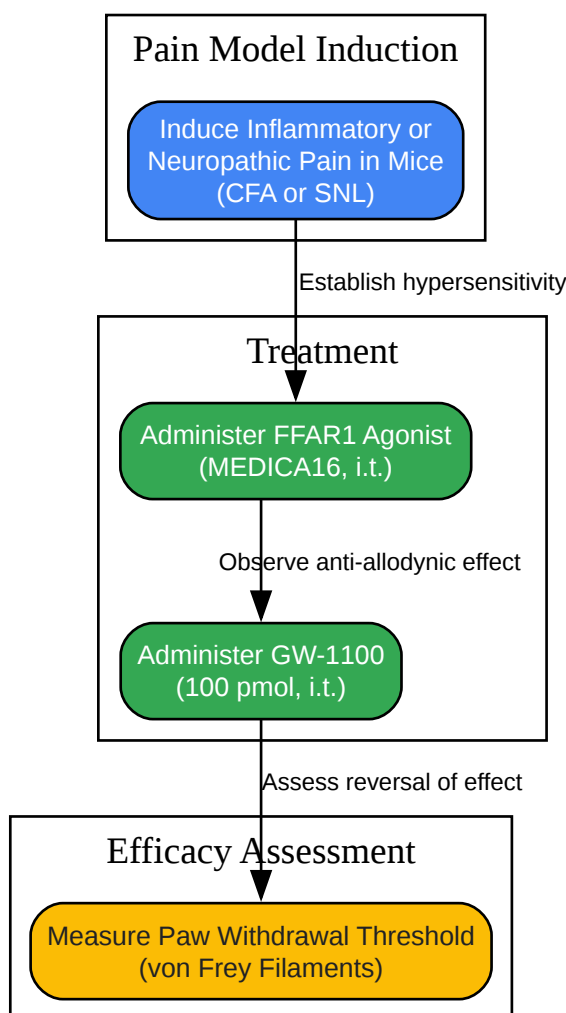 Pain Model Induction
Induce Inflammatory or
Neuropathic Pain in Mice
(CFA or SNL)
Establish hypersensitivity
Treatment
Administer FFAR1 Agonist
(MEDICA16, i.t.)
Observe anti-allodynic effect
Administer GW-1100
(100 pmol, i.t.)
Assess reversal of effect
Efficacy Assessment
Measure Paw Withdrawal Threshold
(von Frey Filaments)